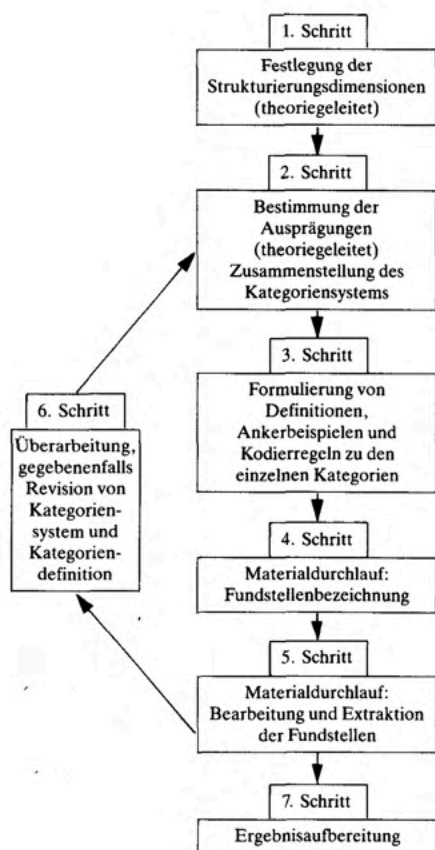 1. Schritt
Festlegung der
Strukturierungsdimensionen
(theoriegeleitet)
2. Schritt
Bestimmung der
Ausprägungen
(theoriegeleitet)
Zusammenstellung des
Kategoriensystems
3. Schritt
Formulierung von
Definitionen,
Ankerbeispielen und
Kodierregeln zu den
einzelnen Kategorien
4. Schritt
Materialdurchlauf:
Fundstellenbezeichnung
5. Schritt
Materialdurchlauf:
Bearbeitung und Extraktion
der Fundstellen
6. Schritt
Überarbeitung,
gegebenenfalls
Revision von
Kategorien-
system und
Kategorien-
definition
7. Schritt
Ergebnisaufbereitung